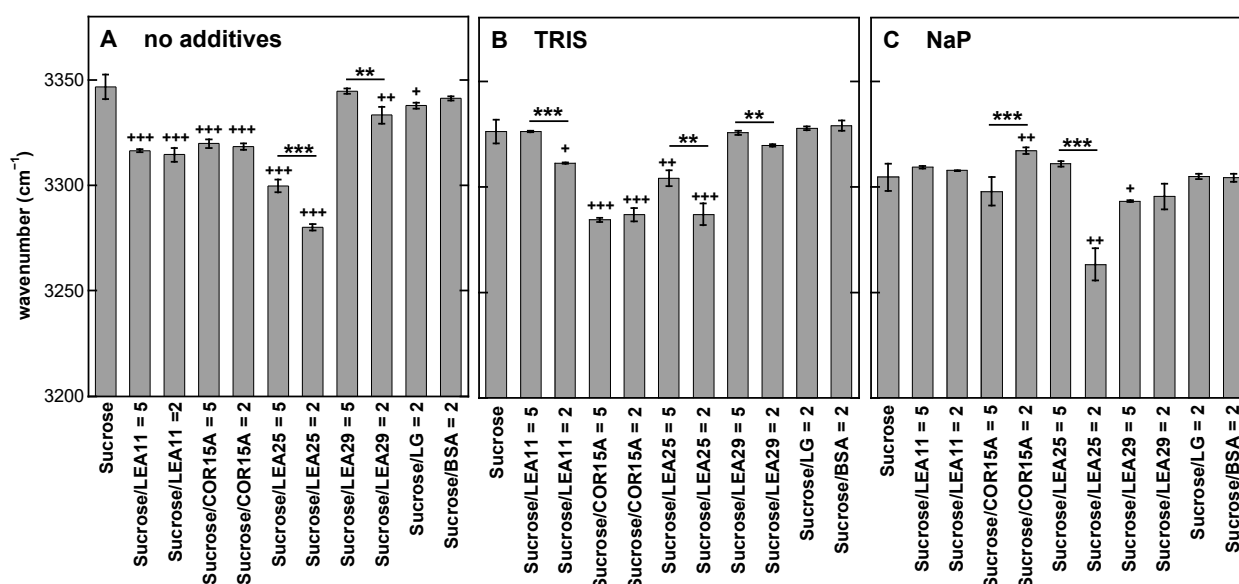 A no additives
B TRIS
C NaP
wavenumber (cm⁻¹)
3350
3300
3250
3200
+++ +++ +++ +++ +++ *** +++ ** ++ +
*** + +++ +++ ++ ** +++ **
*** ++ *** ++ +
Sucrose
Sucrose/LEA11 = 5
Sucrose/LEA11 =2
Sucrose/COR15A = 5
Sucrose/COR15A = 2
Sucrose/LEA25 = 5
Sucrose/LEA25 = 2
Sucrose/LEA29 = 5
Sucrose/LEA29 = 2
Sucrose/LG = 2
Sucrose/BSA = 2
Sucrose
Sucrose/LEA11 = 5
Sucrose/LEA11 = 2
Sucrose/COR15A = 5
Sucrose/COR15A = 2
Sucrose/LEA25 = 5
Sucrose/LEA25 = 2
Sucrose/LEA29 = 5
Sucrose/LEA29 = 2
Sucrose/LG = 2
Sucrose/BSA = 2
Sucrose
Sucrose/LEA11 = 5
Sucrose/LEA11 = 2
Sucrose/COR15A = 5
Sucrose/COR15A = 2
Sucrose/LEA25 = 5
Sucrose/LEA25 = 2
Sucrose/LEA29 = 5
Sucrose/LEA29 = 2
Sucrose/LG = 2
Sucrose/BSA = 2